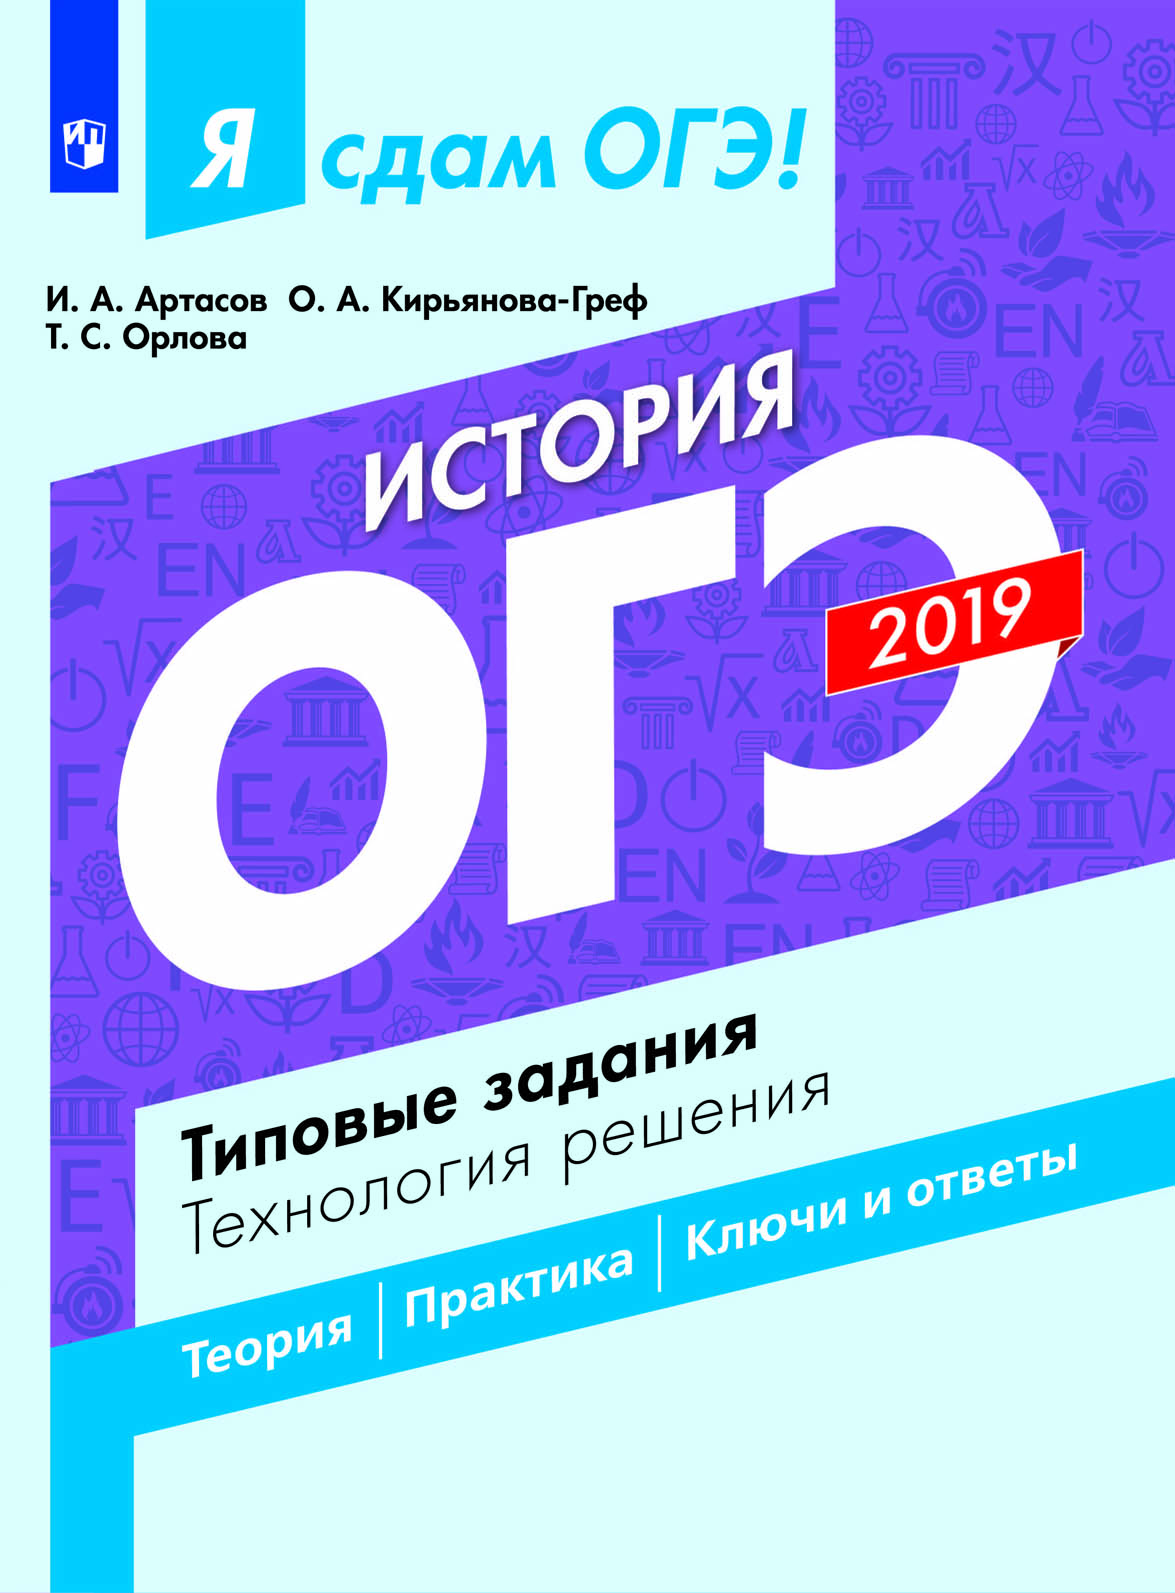 Я сдам ОГЭ!
И. А. Артасов О. А. Кирьянова-Греф
Т. С. Орлова
ИСТОРИЯ
ОГЭ
2019
Типовые задания
Технология решения
Теория | Практика | Ключи и ответы